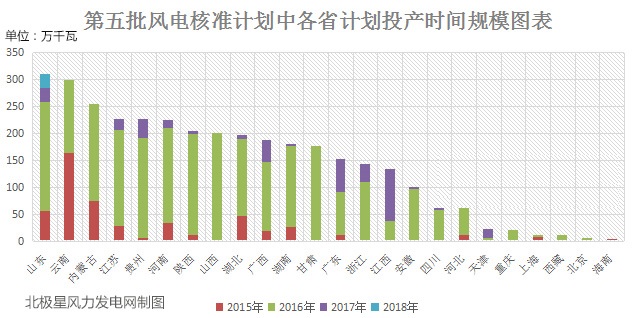 第五批风电核准计划中各省计划投产时间规模图表
单位：万千瓦
350
300
250
200
150
100
50
0
山东 云南 内蒙古 江苏 贵州 河南 陕西 山西 湖北 广西 湖南 甘肃 广东 浙江 江西 安徽 四川 河北 天津 重庆 上海 西藏 北京 海南
北极星风力发电网制图
2015年 2016年 2017年 2018年